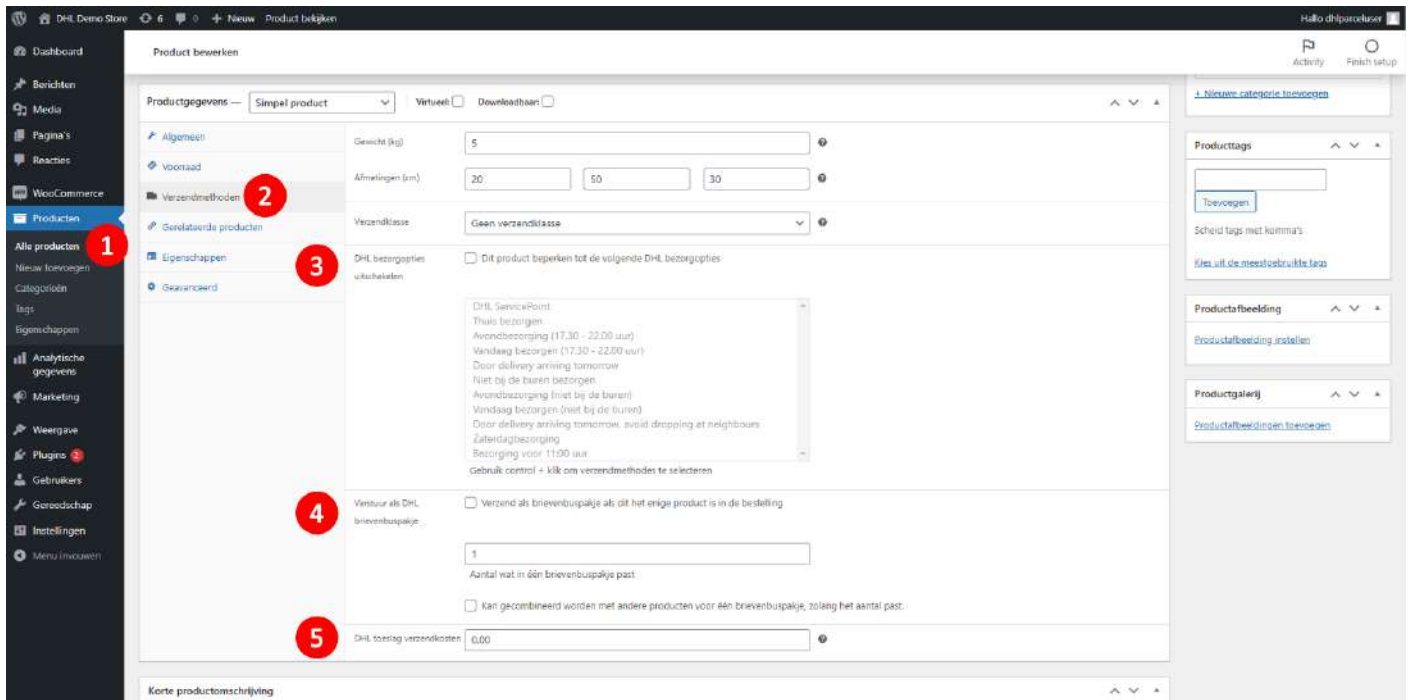 DHL Demo Store 6 0 + Nieuw Product bekijken Hallo dhlparceluser
Dashboard
Berichten
Media
Pagina's
Reacties
WooCommerce
Producten
Alle producten
Nieuw toevoegen
Categorieën
Tags
Eigenschappen
Analytische
gegevens
Marketing
Weergave
Plugins 2
Gebruikers
Gereedschap
Instellingen
Menu invouwen
1
Product bewerken
Activity
Finish setup
Productgegevens — Simpel product Virtueel: Downloadbaar:
Algemeen
Voorraad
Verzendmethoden 2
Gerelateerde producten
Eigenschappen
Geavanceerd
Gewicht (kg) 5
Afmetingen (cm) 20 50 30
Verzendklasse Geen verzendklasse
3
DHL bezorgopties
uitschakelen
Dit product beperken tot de volgende DHL bezorgopties
DHL ServicePoint
Thuis bezorgen
Avondbezorging (17.30 - 22.00 uur)
Vandaag bezorgen (17.30 - 22.00 uur)
Door delivery arriving tomorrow
Niet bij de buren bezorgen
Avondbezorging (niet bij de buren)
Vandaag bezorgen (niet bij de buren)
Door delivery arriving tomorrow, avoid dropping at neighbours
Zaterdagbezorging
Bezorging voor 11:00 uur
Gebruik control + klik om verzendmethodes te selecteren
4
Verstuur als DHL
brievenbuspakje
Verzend als brievenbuspakje als dit het enige product is in de bestelling
1
Aantal wat in één brievenbuspakje past
Kan gecombineerd worden met andere producten voor één brievenbuspakje, zolang het aantal past.
5
DHL toeslag verzendkosten 0,00
Korte productomschrijving
+ Nieuwe categorie toevoegen
Producttags
Toevoegen
Scheid tags met komma's
Kies uit de meestgebruikte tags
Productafbeelding
Productafbeelding instellen
Productgalerij
Productafbeeldingen toevoegen